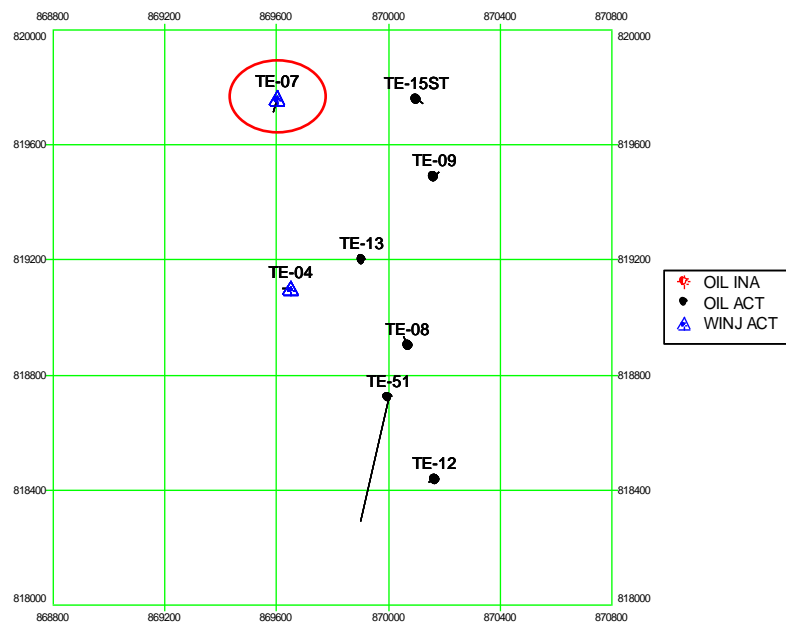 868800 869200 869600 870000 870400 870800
820000 820000
TE-07 TE-15ST
819600 819600
TE-09
TE-13
819200 819200
TE-04
OIL INA
OIL ACT
WINJ ACT
TE-08
818800 818800
TE-51
TE-12
818400 818400
818000 818000
868800 869200 869600 870000 870400 870800